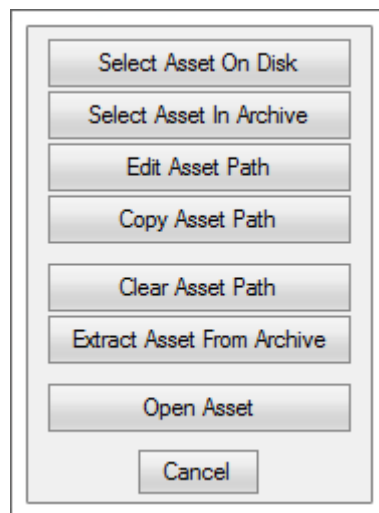 Select Asset On Disk
Select Asset In Archive
Edit Asset Path
Copy Asset Path
Clear Asset Path
Extract Asset From Archive
Open Asset
Cancel